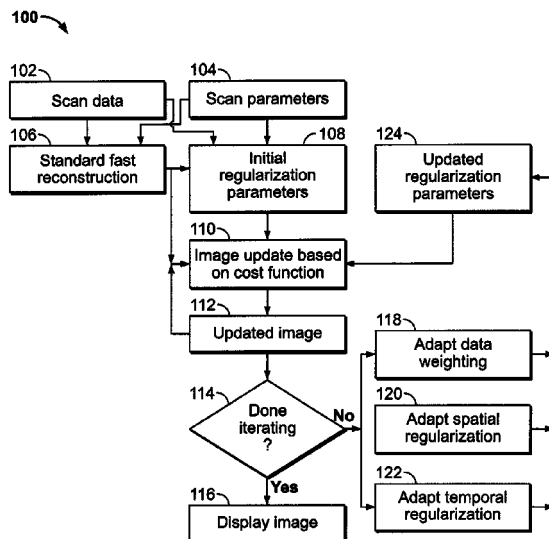 100
102
Scan data
104
Scan parameters
106
Standard fast
reconstruction
108
Initial
regularization
parameters
124
Updated
regularization
parameters
110
Image update based
on cost function
112
Updated image
114
Done
iterating
?
No
Yes
118
Adapt data
weighting
120
Adapt spatial
regularization
122
Adapt temporal
regularization
116
Display image